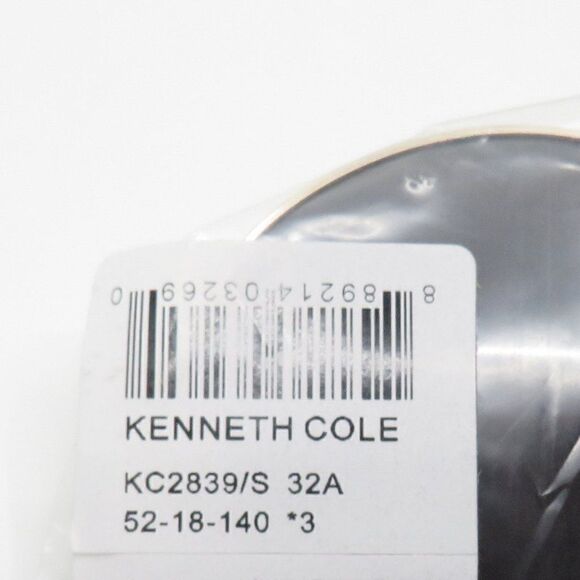 8 89214 03269 0
KENNETH COLE
KC2839/S 32A
52-18-140 *3